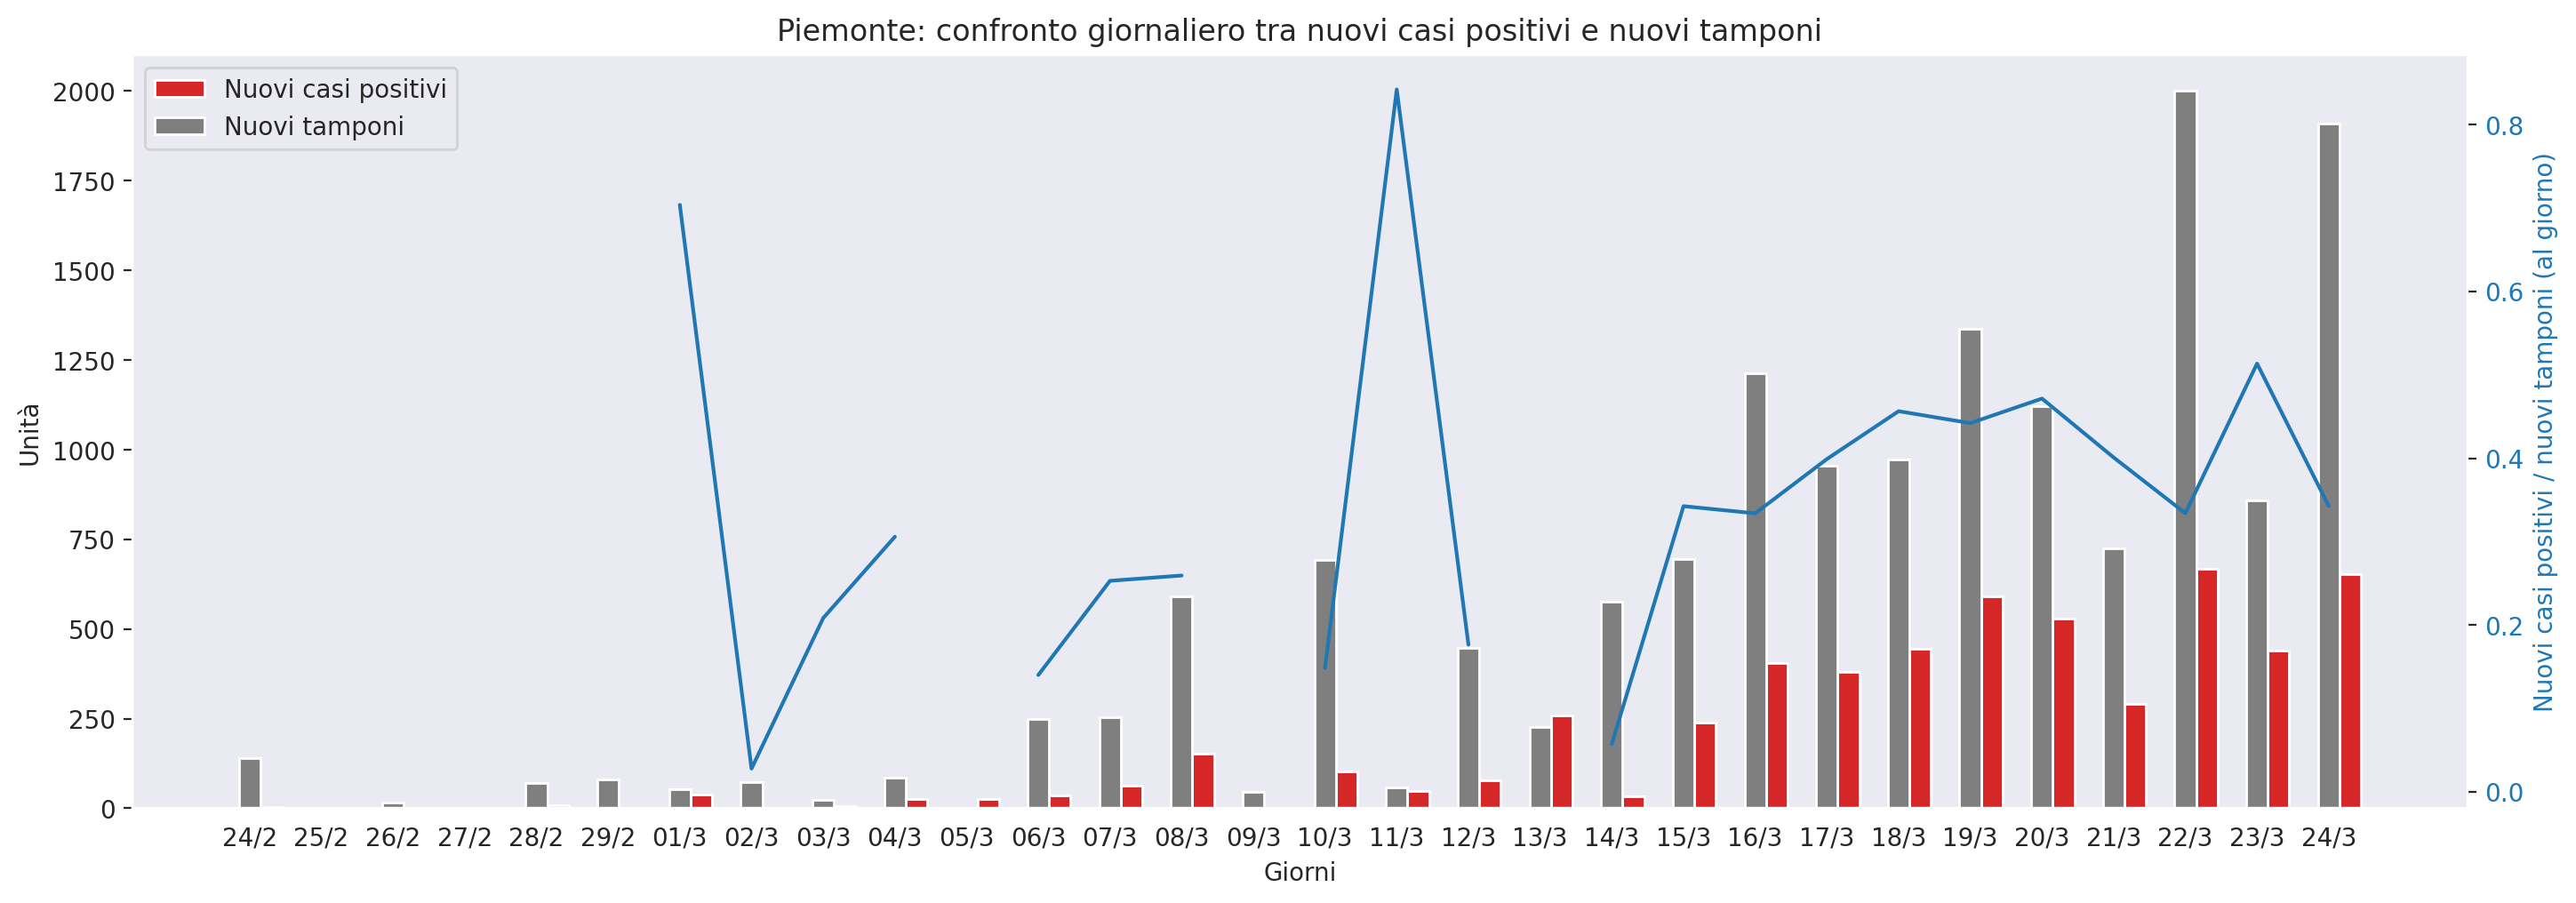 Piemonte: confronto giornaliero tra nuovi casi positivi e nuovi tamponi
Nuovi casi positivi
Nuovi tamponi
2000
1750
1500
1250
1000
750
500
250
0
Unità
0.8
0.6
0.4
0.2
0.0
Nuovi casi positivi / nuovi tamponi (al giorno)
24/2 25/2 26/2 27/2 28/2 29/2 01/3 02/3 03/3 04/3 05/3 06/3 07/3 08/3 09/3 10/3 11/3 12/3 13/3 14/3 15/3 16/3 17/3 18/3 19/3 20/3 21/3 22/3 23/3 24/3
Giorni